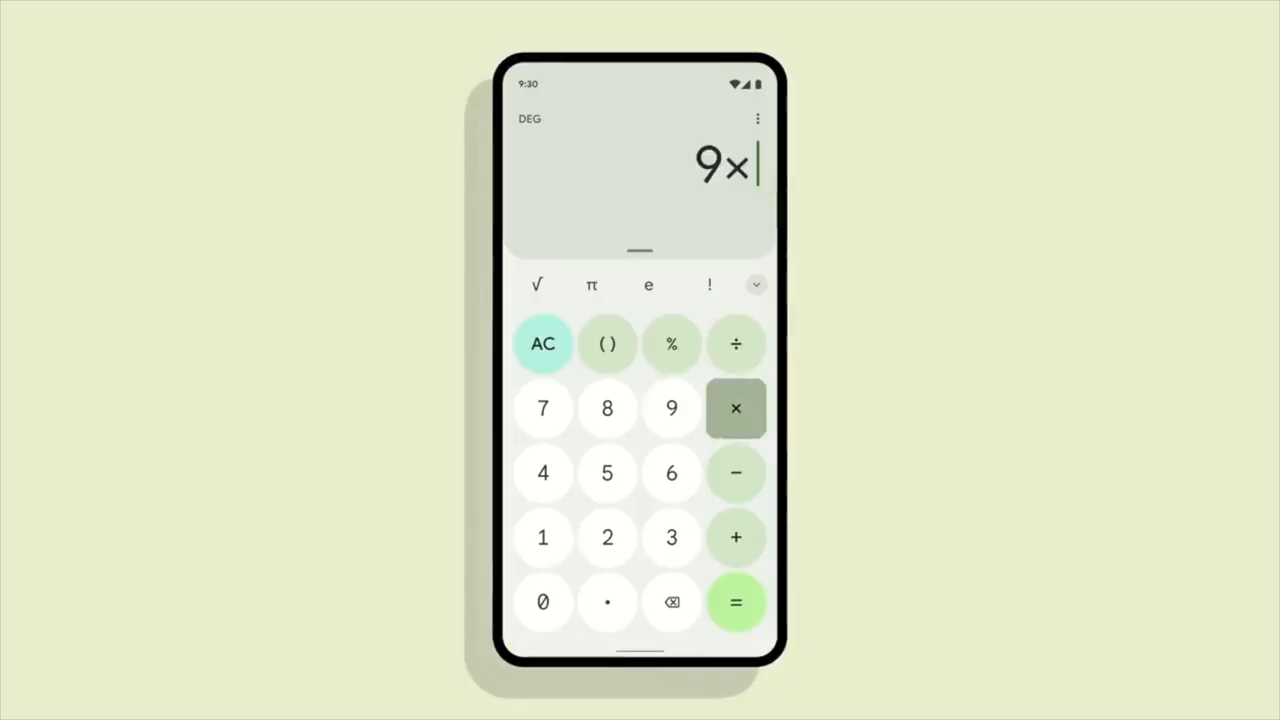 9:30
DEG
9×
√ π e !
AC () % ÷
7 8 9 ×
4 5 6 −
1 2 3 +
0 . =